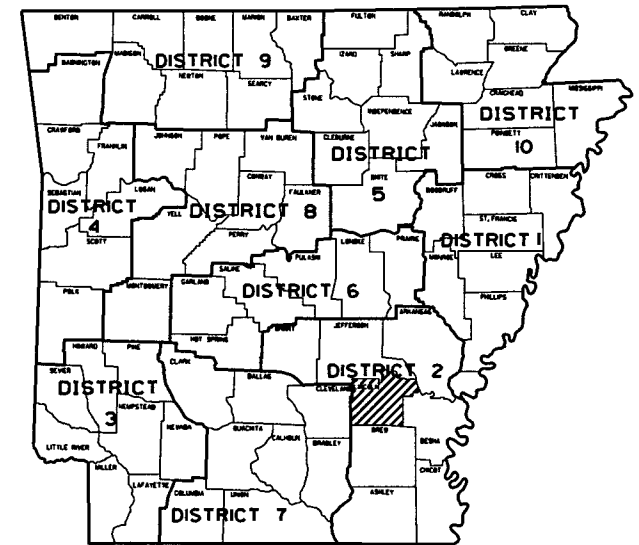 BENTON
CARROLL
BOONE
MARION
BAXTER
FULTON
RANDOLPH
CLAY
MADISON
DISTRICT 9
IZARD
SHARP
GREENE
WASHINGTON
NEWTON
SEARCY
LAWRENCE
STONE
CRAIGHEAD
MISSISSIPPI
INDEPENDENCE
DISTRICT
JACKSON
CRAWFORD
JOHNSON
POPE
VAN BUREN
CLEBURNE
POINSETT
10
FRANKLIN
DISTRICT
CROSS
CRITTENDEN
SEBASTIAN
LOGAN
CONWAY
FAULKNER
WHITE
5
WOODRUFF
DISTRICT
4
YELL
DISTRICT 8
ST. FRANCIS
SCOTT
PERRY
LONOKE
PRAIRIE
DISTRICT 1
MONROE
LEE
PULASKI
SALINE
POLK
MONTGOMERY
GARLAND
DISTRICT 6
PHILLIPS
ARKANSAS
HOT SPRING
GRANT
JEFFERSON
HOWARD
PIKE
CLARK
SEVIER
DALLAS
DISTRICT 2
DISTRICT
3
CLEVELAND
HEMPSTEAD
NEVADA
OUACHITA
CALHOUN
BRADLEY
DREW
DESHA
LITTLE RIVER
MILLER
CHICOT
LAFAYETTE
COLUMBIA
UNION
ASHLEY
DISTRICT 7